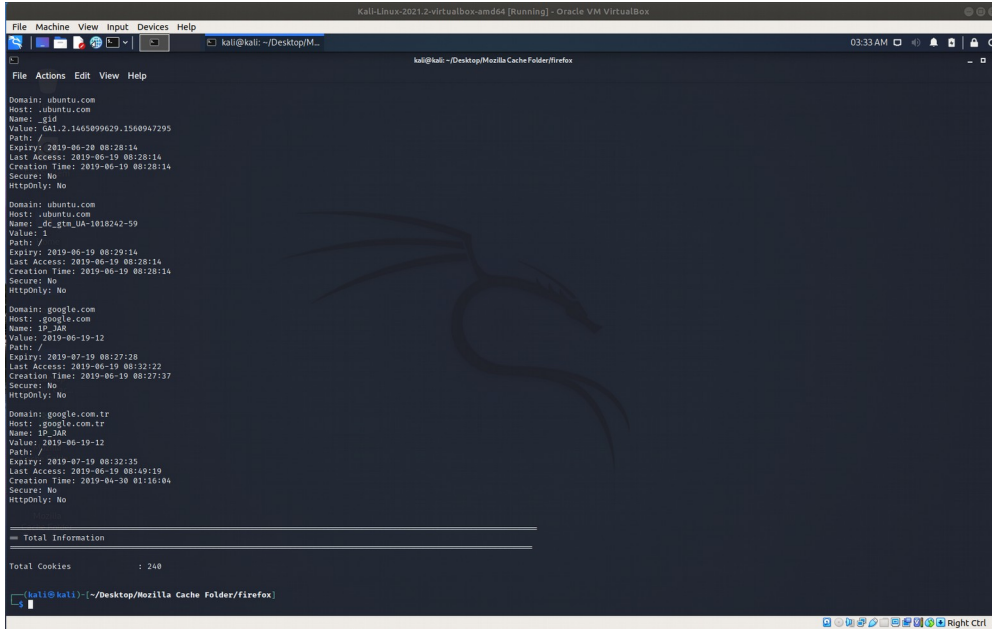 Kali-Linux-2021.2-virtualbox-amd64 [Running] - Oracle VM VirtualBox
File Machine View Input Devices Help
kali@kali: ~/Desktop/M...
03:33 AM
kali@kali: ~/Desktop/Mozilla Cache Folder/firefox
File Actions Edit View Help
Domain: ubuntu.com
Host: .ubuntu.com
Name: _gid
Value: GA1.2.1465099629.1560947295
Path: /
Expiry: 2019-06-20 08:28:14
Last Access: 2019-06-19 08:28:14
Creation Time: 2019-06-19 08:28:14
Secure: No
HttpOnly: No
Domain: ubuntu.com
Host: .ubuntu.com
Name: _dc_gtm_UA-1018242-59
Value: 1
Path: /
Expiry: 2019-06-19 08:29:14
Last Access: 2019-06-19 08:28:14
Creation Time: 2019-06-19 08:28:14
Secure: No
HttpOnly: No
Domain: google.com
Host: .google.com
Name: 1P_JAR
Value: 2019-06-19-12
Path: /
Expiry: 2019-07-19 08:27:28
Last Access: 2019-06-19 08:32:22
Creation Time: 2019-06-19 08:27:37
Secure: No
HttpOnly: No
Domain: google.com.tr
Host: .google.com.tr
Name: 1P_JAR
Value: 2019-06-19-12
Path: /
Expiry: 2019-07-19 08:32:35
Last Access: 2019-06-19 08:49:19
Creation Time: 2019-04-30 01:16:04
Secure: No
HttpOnly: No
== Total Information
Total Cookies : 240
(kali㉿kali)-[~/Desktop/Mozilla Cache Folder/firefox]
$
Right Ctrl